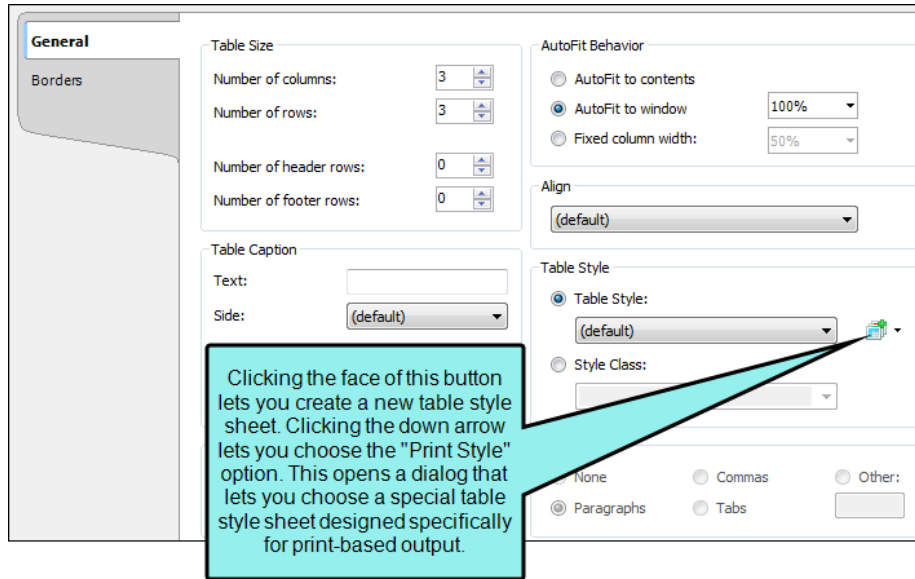 General
Borders
Table Size
Number of columns: 3
Number of rows: 3
Number of header rows: 0
Number of footer rows: 0
Table Caption
Text:
Side: (default)
AutoFit Behavior
AutoFit to contents
AutoFit to window 100%
Fixed column width: 50%
Align
(default)
Table Style
Table Style:
(default)
Style Class:
None Commas Other:
Paragraphs Tabs
Clicking the face of this button
lets you create a new table style
sheet. Clicking the down arrow
lets you choose the "Print Style"
option. This opens a dialog that
lets you choose a special table
style sheet designed specifically
for print-based output.